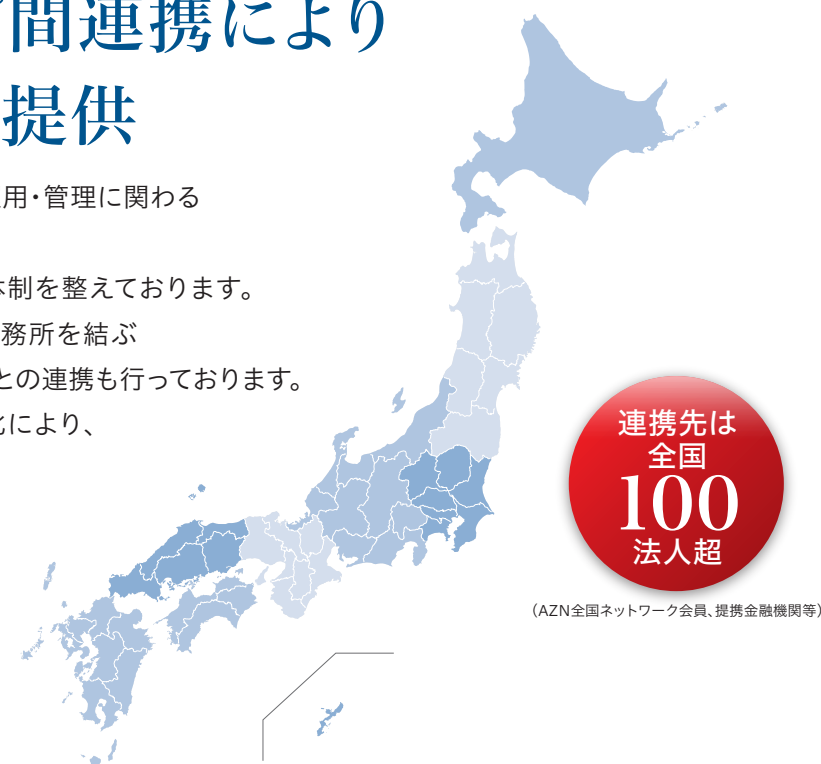 間連携により
提供
用・管理に関わる
制を整えております。
務所を結ぶ
との連携も行っております。
により、
連携先は
全国
100
法人超
（AZN全国ネットワーク会員、提携金融機関等）